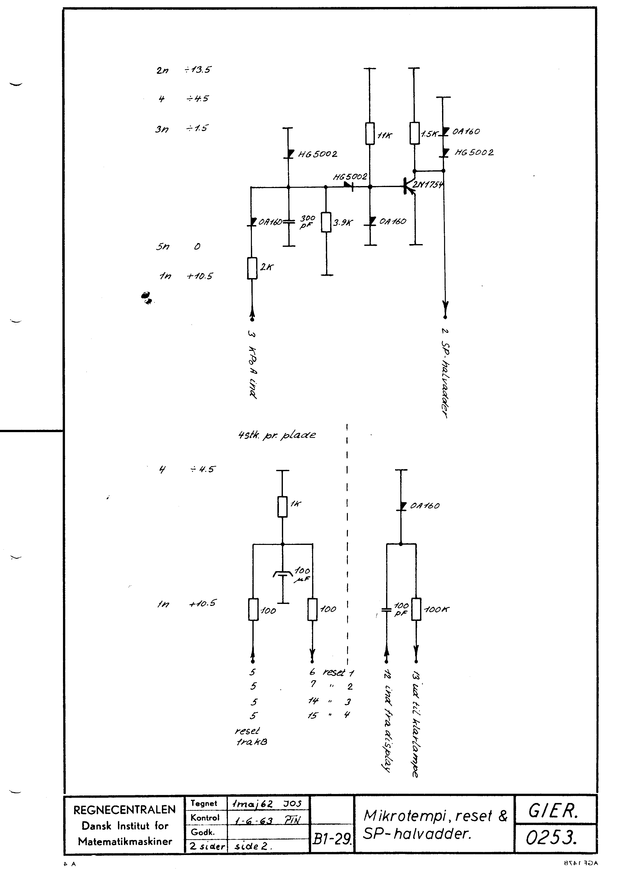 2n ÷13.5
4 ÷4.5
3n ÷1.5
11K
1.5K
OA160
HG5002
HG5002
HG5002
2N1754
OA160
300 pF
3.9K
OA160
5n 0
2K
1n +10.5
3 KPoA ind
2 SP-halvadder
4stk. pr. plade
4 ÷4.5
1K
OA160
100 µF
1n +10.5
100
100
100 pF
100K
5 6 reset 1
5 7 " 2
5 14 " 3
5 15 " 4
reset
trakB
12 ind fra display
13 ud til klarlampe
REGNECENTRALEN
Dansk Institut for
Matematikmaskiner
Tegnet 1maj62 JOS
Kontrol 1-6-63 PIN
Godk.
2 sider side 2.
B1-29.
Mikrotempi, reset &
SP-halvadder.
GIER.
0253.
A 4
AGF 1478